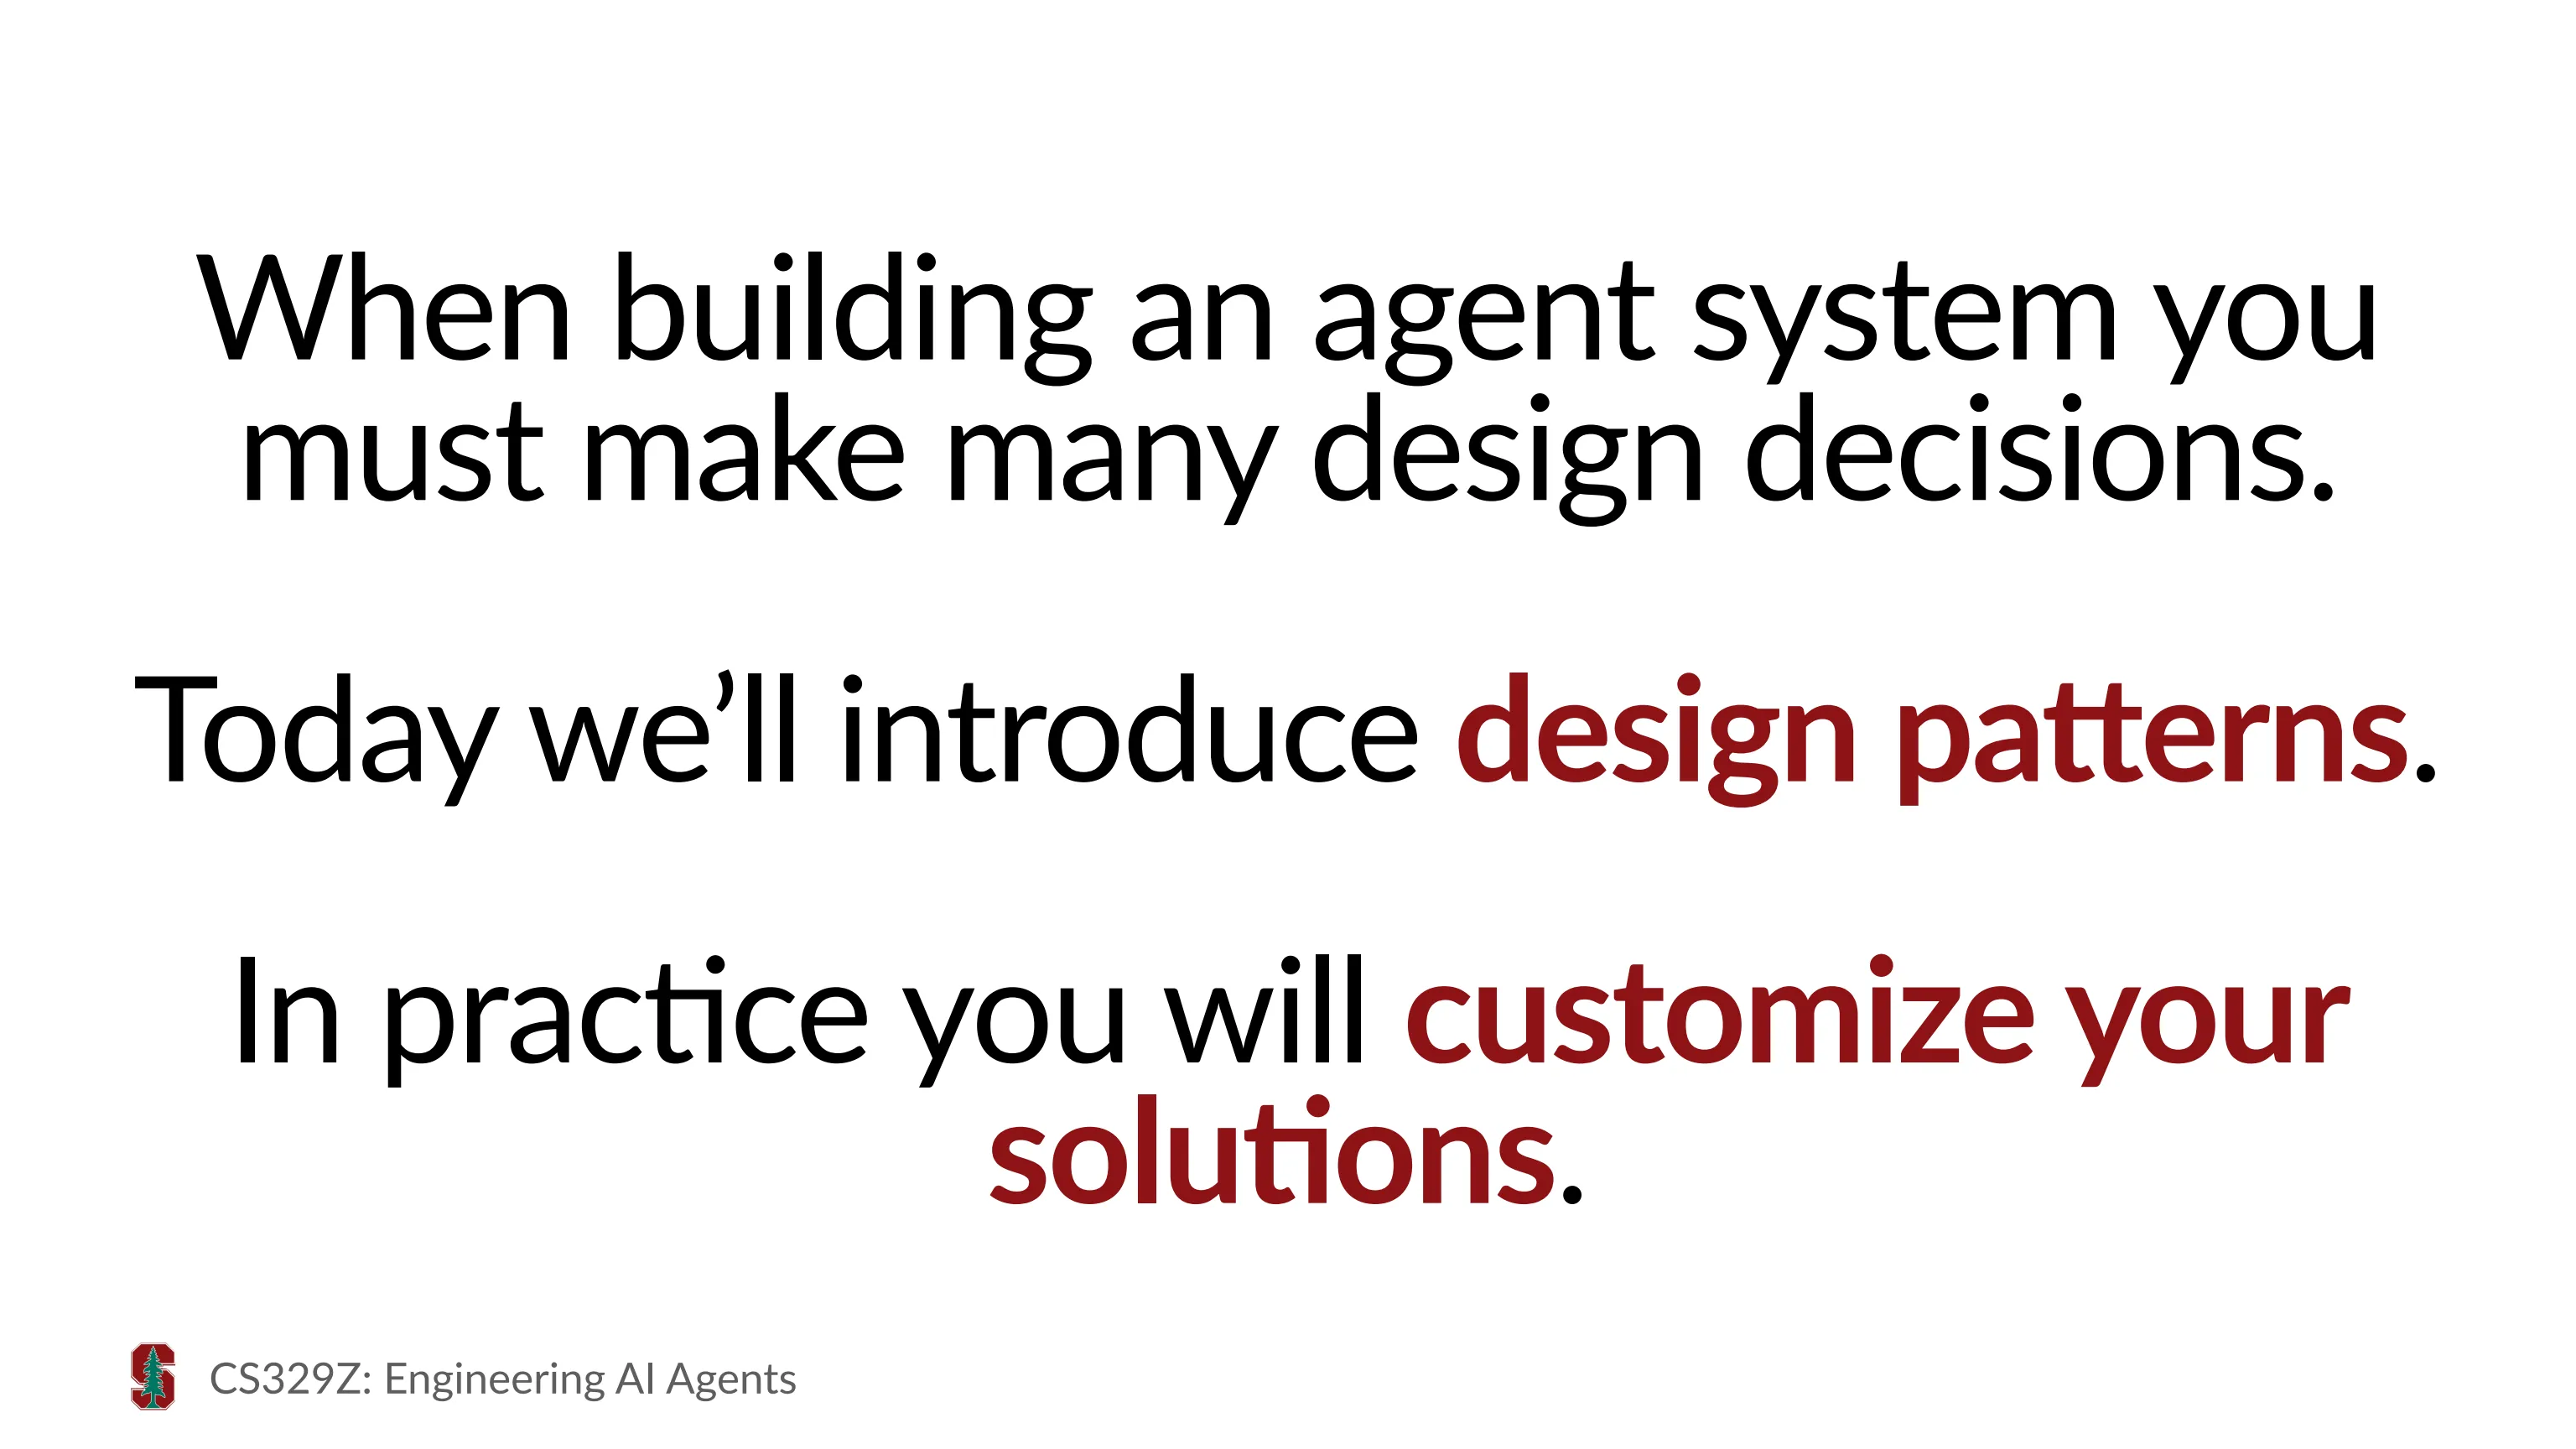 When building an agent system you
must make many design decisions.
Today we’ll introduce design patterns.
In practice you will customize your
solutions.
CS329Z: Engineering AI Agents